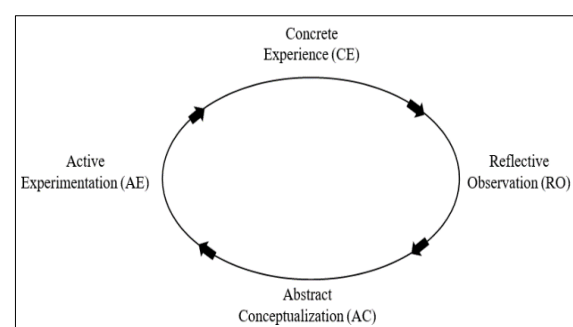 Concrete
Experience (CE)
Active
Experimentation (AE)
Reflective
Observation (RO)
Abstract
Conceptualization (AC)